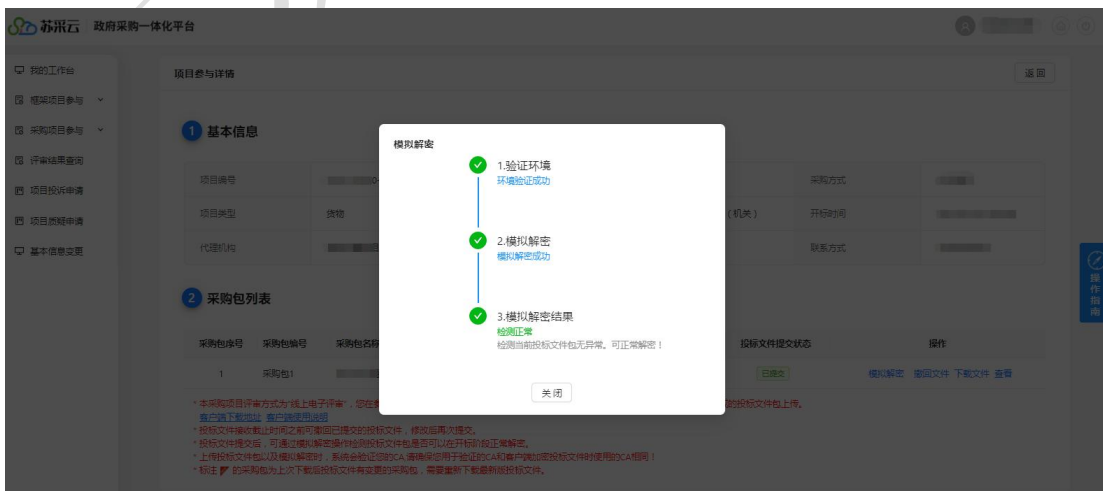 苏采云 政府采购一体化平台
我的工作台
框架项目参与
采购项目参与
评审结果查询
项目投诉申请
项目质疑申请
基本信息变更
项目参与详情
返回
1 基本信息
项目编号
采购方式
项目类型 货物 (机关) 开标时间
代理机构
联系方式
2 采购包列表
模拟解密
1.验证环境
环境验证成功
2.模拟解密
模拟解密成功
3.模拟解密结果
检测正常
检测当前投标文件包无异常。可正常解密！
关闭
采购包序号 采购包编号 采购包名称 投标文件提交状态 操作
1 采购包1 已提交 模拟解密 撤回文件 下载文件 查看
*本采购项目评审方式为“线上电子评审”，您在 的投标文件包上传。
客户端下载地址 客户端使用说明
*投标文件接收截止时间之前可撤回已提交的投标文件，修改后再次提交。
*投标文件提交后，可通过模拟解密操作检测投标文件包是否可以在开标阶段正常解密。
*上传投标文件包以及模拟解密时，系统会验证您的CA,请确保您用于验证的CA和客户端加密投标文件时使用的CA相同！
*标注 的采购包为上次下载后投标文件有变更的采购包，需要重新下载最新版投标文件。
操作指南